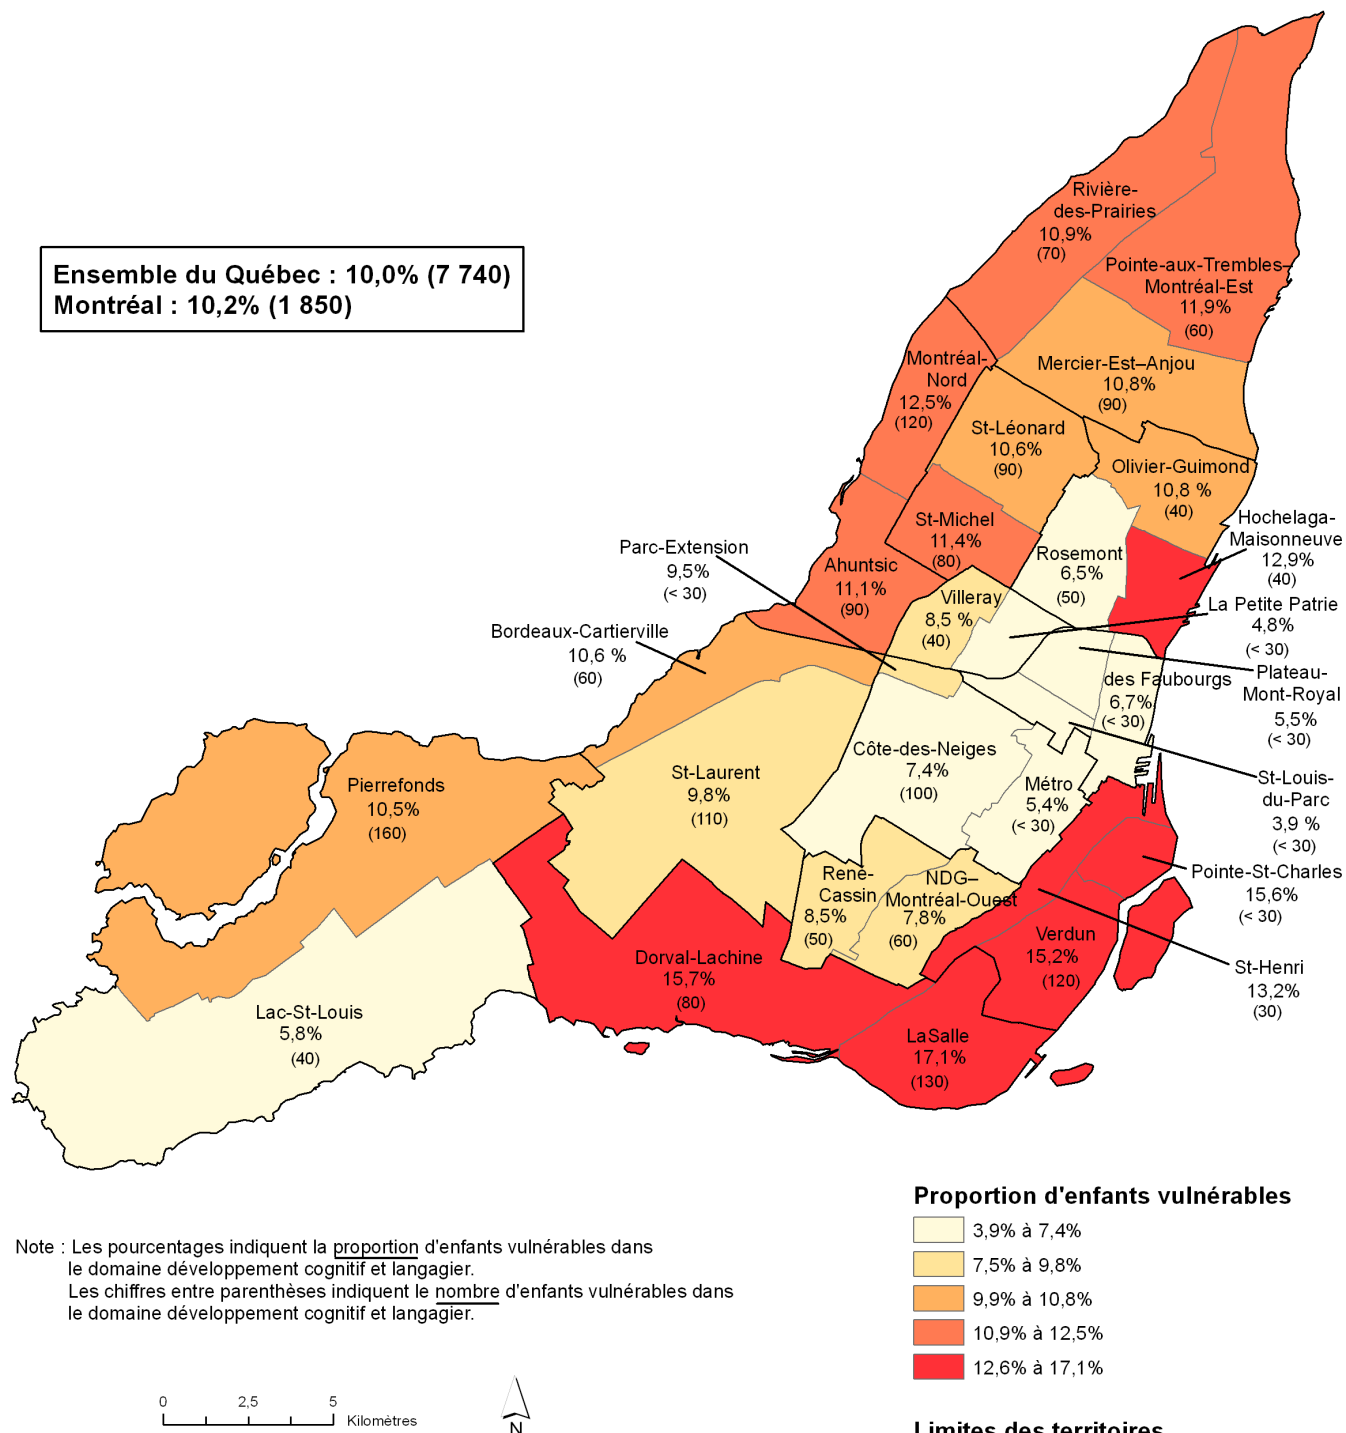 Ensemble du Québec : 10,0% (7 740)
Montréal : 10,2% (1 850)
Rivière-
des-Prairies
10,9%
(70)
Pointe-aux-Trembles–
Montréal-Est
11,9%
(60)
Montréal-
Nord
12,5%
(120)
Mercier-Est–Anjou
10,8%
(90)
St-Léonard
10,6%
(90)
Olivier-Guimond
10,8 %
(40)
Hochelaga-
Maisonneuve
12,9%
(40)
St-Michel
11,4%
(80)
Rosemont
6,5%
(50)
Parc-Extension
9,5%
(< 30)
Ahuntsic
11,1%
(90)
Villeray
8,5 %
(40)
La Petite Patrie
4,8%
(< 30)
Bordeaux-Cartierville
10,6 %
(60)
Plateau-
Mont-Royal
5,5%
(< 30)
des Faubourgs
6,7%
(< 30)
Côte-des-Neiges
7,4%
(100)
St-Laurent
9,8%
(110)
Pierrefonds
10,5%
(160)
Métro
5,4%
(< 30)
St-Louis-
du-Parc
3,9 %
(< 30)
Pointe-St-Charles
15,6%
(< 30)
René-
Cassin
8,5%
(50)
NDG–
Montréal-Ouest
7,8%
(60)
Verdun
15,2%
(120)
St-Henri
13,2%
(30)
Dorval-Lachine
15,7%
(80)
Lac-St-Louis
5,8%
(40)
LaSalle
17,1%
(130)
Proportion d'enfants vulnérables
3,9% à 7,4%
7,5% à 9,8%
9,9% à 10,8%
10,9% à 12,5%
12,6% à 17,1%
Note : Les pourcentages indiquent la proportion d'enfants vulnérables dans
le domaine développement cognitif et langagier.
Les chiffres entre parenthèses indiquent le nombre d'enfants vulnérables dans
le domaine développement cognitif et langagier.
0 2,5 5
Kilomètres
N
Limites des territoires